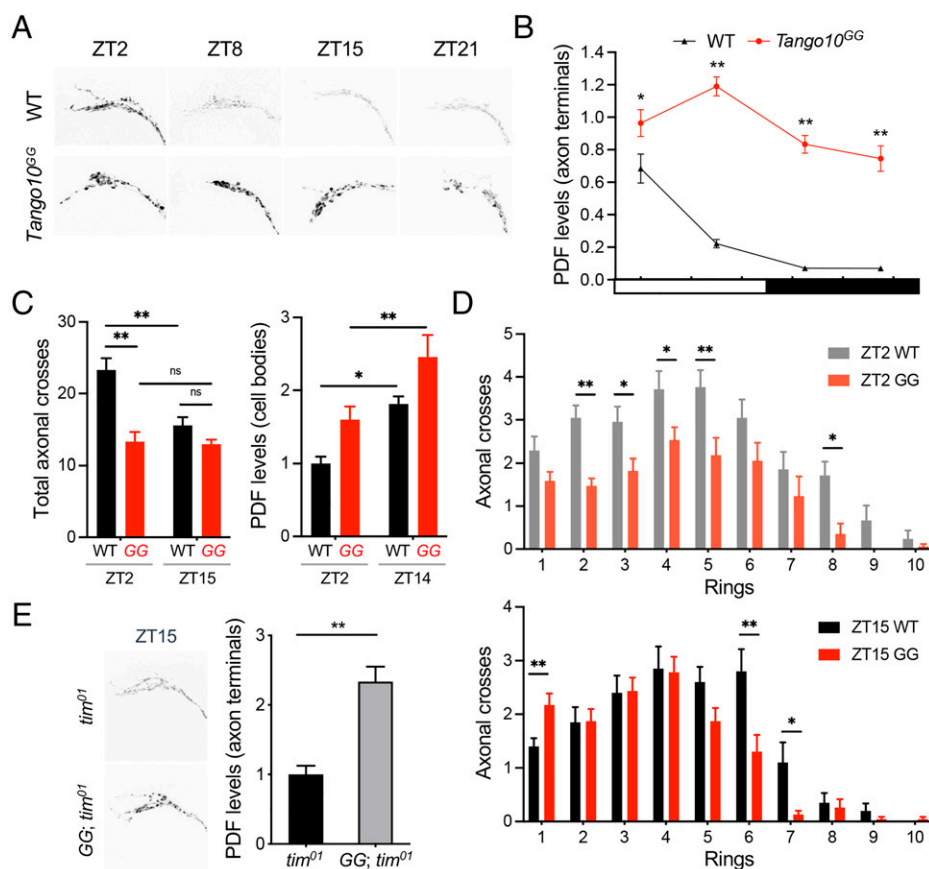 A
ZT2 ZT8 ZT15 ZT21
WT
Tango10GG
B
WT Tango10GG
PDF levels (axon terminals)
1.4
1.2
1.0
0.8
0.6
0.4
0.2
0.0
* ** ** **
C
Total axonal crosses
30
20
10
0
** ** ns ns
WT GG WT GG
ZT2 ZT15
PDF levels (cell bodies)
3
2
1
0
* **
WT GG WT GG
ZT2 ZT14
D
Axonal crosses
5
4
3
2
1
0
** * * ** *
ZT2 WT
ZT2 GG
1 2 3 4 5 6 7 8 9 10
Rings
E
ZT15
tim01
GG; tim01
PDF levels (axon terminals)
3
2
1
0
**
tim01 GG; tim01
Axonal crosses
4
3
2
1
0
** ** *
ZT15 WT
ZT15 GG
1 2 3 4 5 6 7 8 9 10
Rings